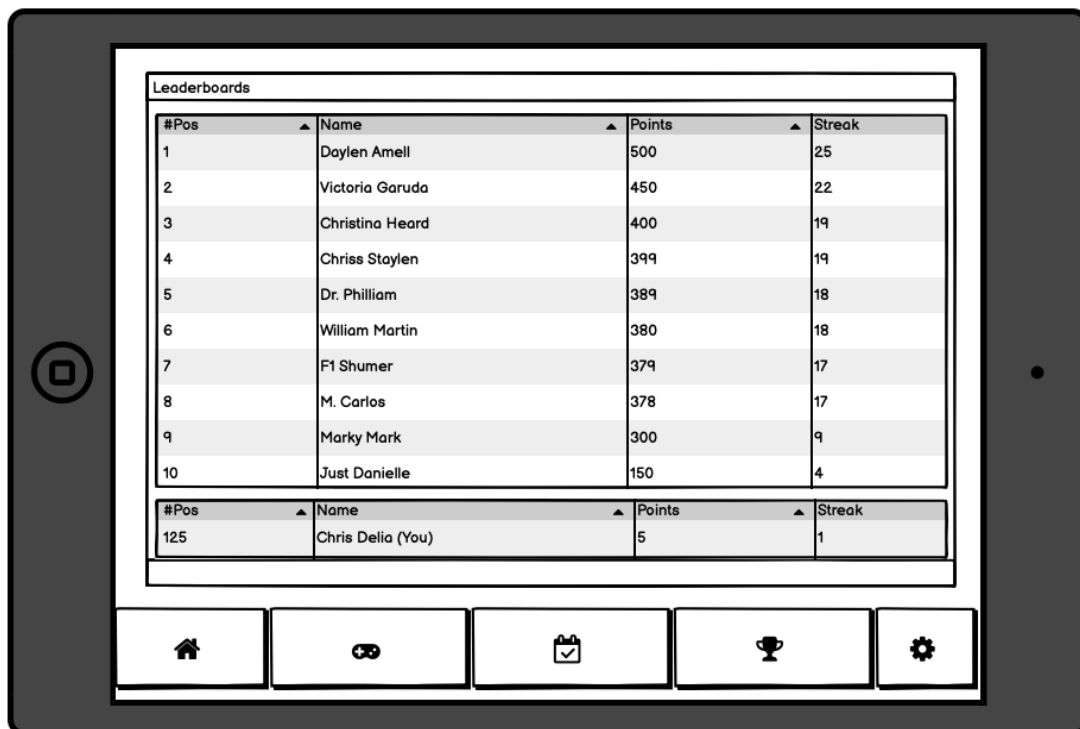 Leaderboards
#Pos Name Points Streak
1 Daylen Amell 500 25
2 Victoria Garuda 450 22
3 Christina Heard 400 19
4 Chriss Staylen 399 19
5 Dr. Philliam 389 18
6 William Martin 380 18
7 F1 Shumer 379 17
8 M. Carlos 378 17
9 Marky Mark 300 9
10 Just Danielle 150 4
#Pos Name Points Streak
125 Chris Delia (You) 5 1